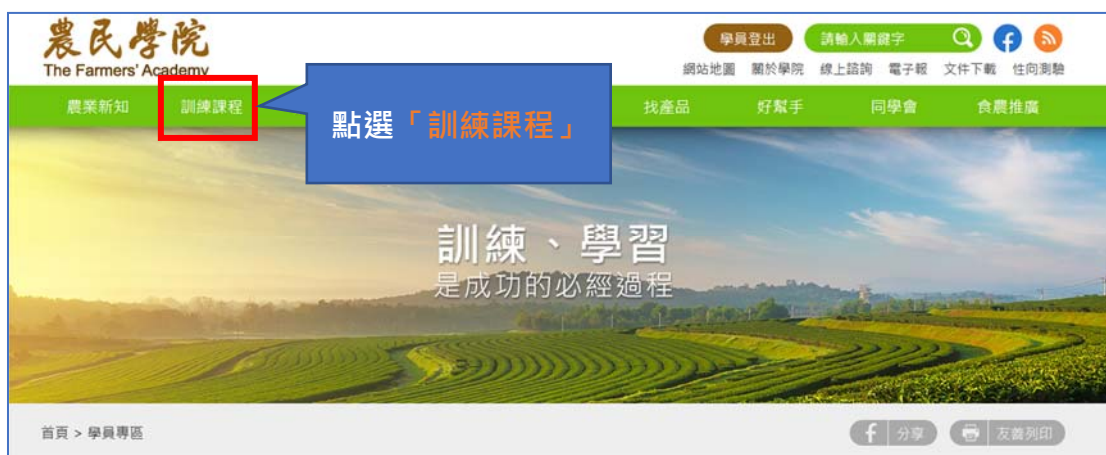 農民學院
The Farmers' Academy
學員登出
請輸入關鍵字
網站地圖 關於學院 線上諮詢 電子報 文件下載 性向測驗
農業新知 訓練課程 找產品 好幫手 同學會 食農推廣
點選「訓練課程」
訓練、學習
是成功的必經過程
首頁 > 學員專區
分享 友善列印